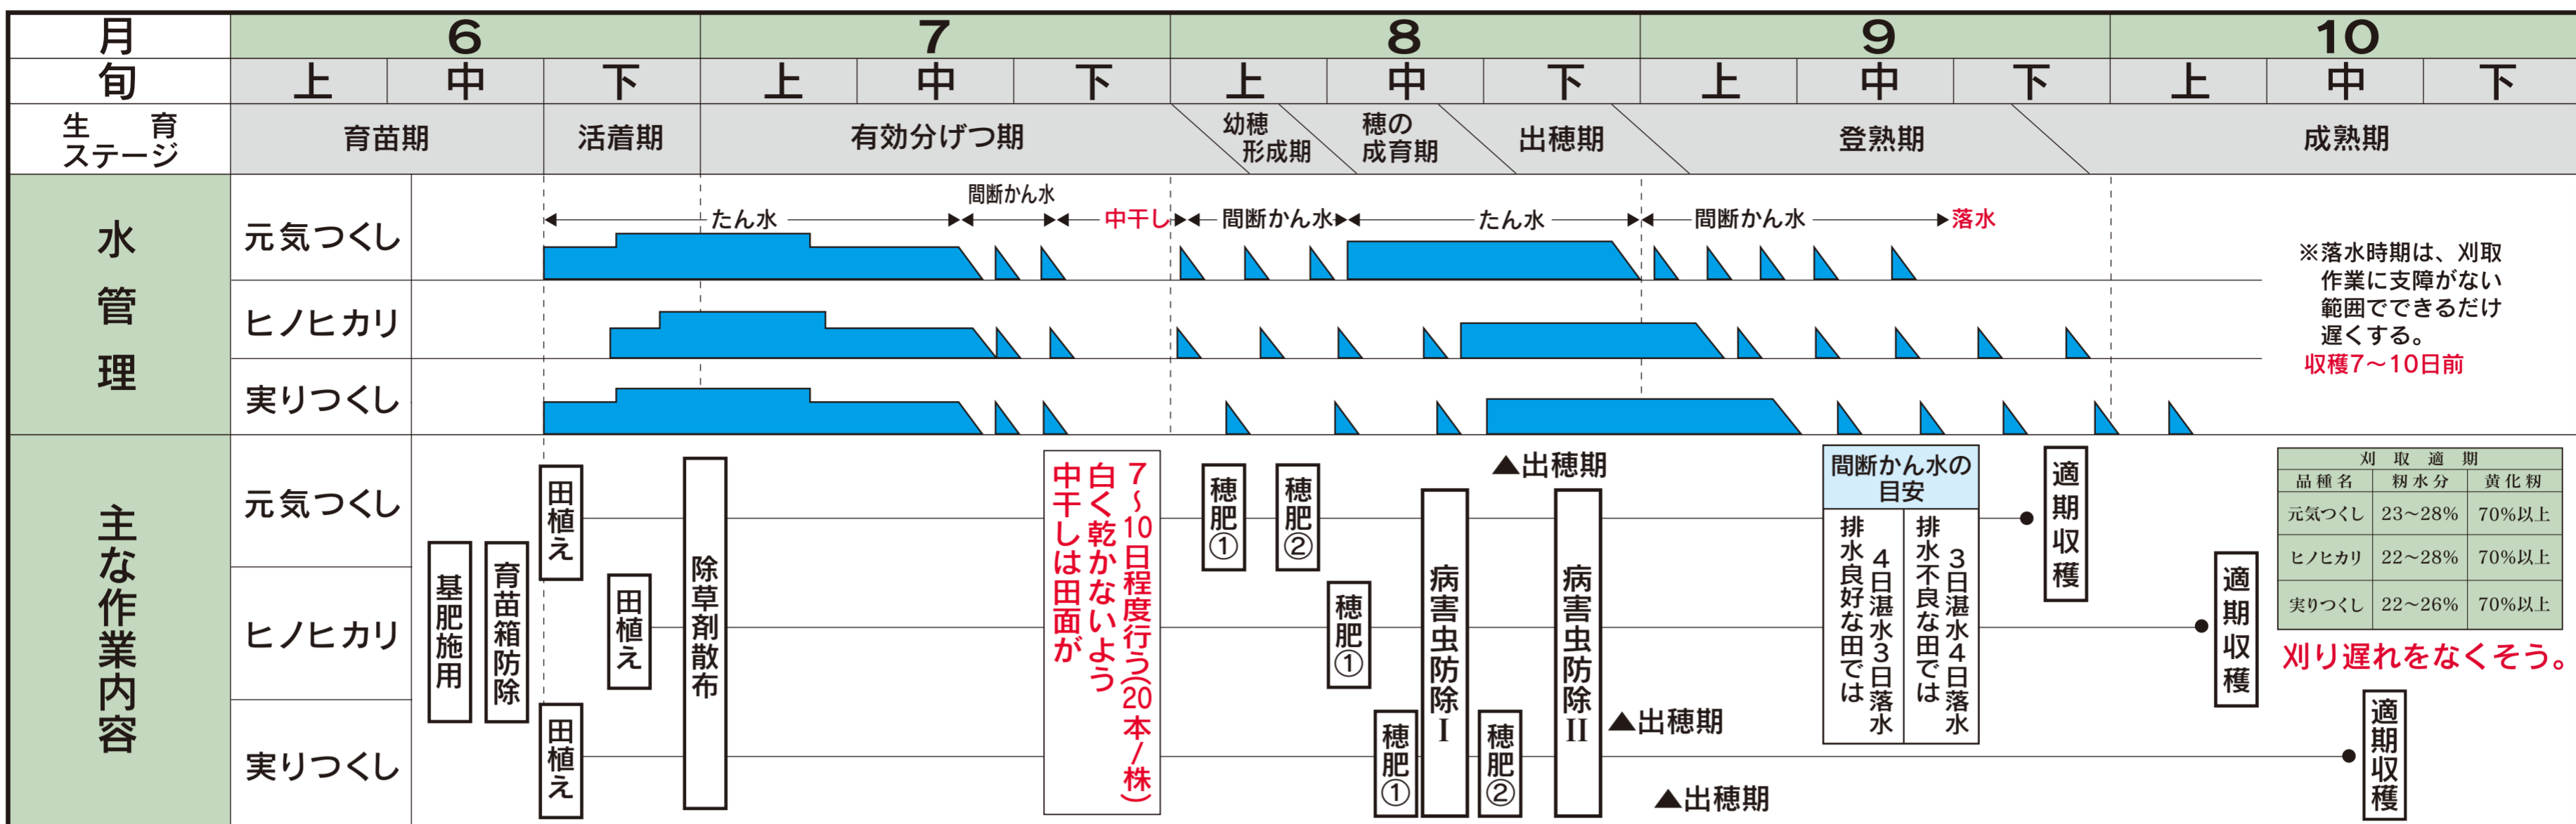 月 6 7 8 9 10
旬 上 中 下 上 中 下 上 中 下 上 中 下 上 中 下
生育ステージ 育苗期 活着期 有効分げつ期 幼穂形成期 穂の成育期 出穂期 登熟期 成熟期
水管理
元気つくし
たん水 間断かん水 中干し 間断かん水 たん水 間断かん水 落水
ヒノヒカリ
実りつくし
※落水時期は、刈取
作業に支障がない
範囲でできるだけ
遅くする。
収穫7～10日前
主な作業内容
元気つくし
ヒノヒカリ
実りつくし
基肥施用
育苗箱防除
田植え
田植え
田植え
除草剤散布
中干しは田面が
白く乾かないよう
7～10日程度行う(20本/株)
穂肥①
穂肥②
穂肥①
穂肥①
病害虫防除Ⅰ
穂肥②
▲出穂期
病害虫防除Ⅱ
▲出穂期
▲出穂期
間断かん水の
目安
排水良好な田では
4日湛水3日落水
排水不良な田では
3日湛水4日落水
適期収穫
適期収穫
適期収穫
刈取適期
品種名 籾水分 黄化籾
元気つくし 23～28% 70%以上
ヒノヒカリ 22～28% 70%以上
実りつくし 22～26% 70%以上
刈り遅れをなくそう。